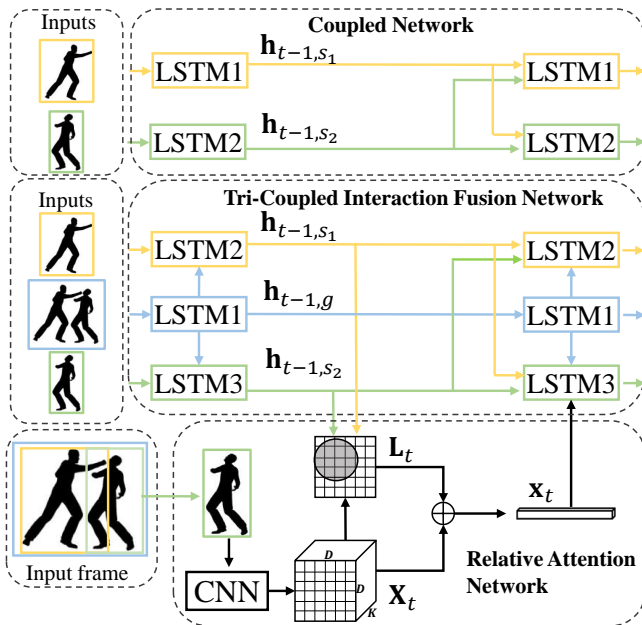 Inputs
Coupled Network
LSTM1
h_{t−1,s_1}
LSTM1
LSTM2
h_{t−1,s_2}
LSTM2
Inputs
Tri-Coupled Interaction Fusion Network
h_{t−1,s_1}
LSTM2
LSTM2
LSTM1
h_{t−1,g}
LSTM1
h_{t−1,s_2}
LSTM3
LSTM3
L_t
x_t
Input frame
CNN
D
D
K
X_t
Relative Attention
Network